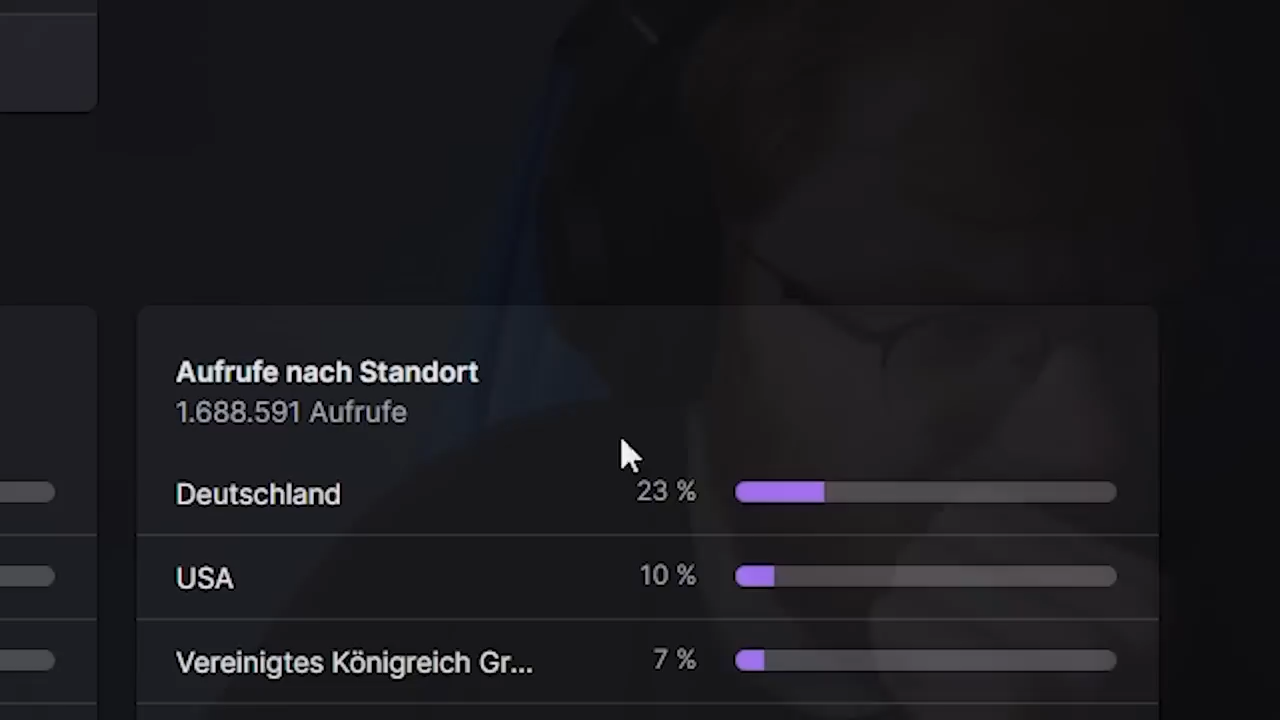 Aufrufe nach Standort
1.688.591 Aufrufe
Deutschland 23 %
USA 10 %
Vereinigtes Königreich Gr... 7 %